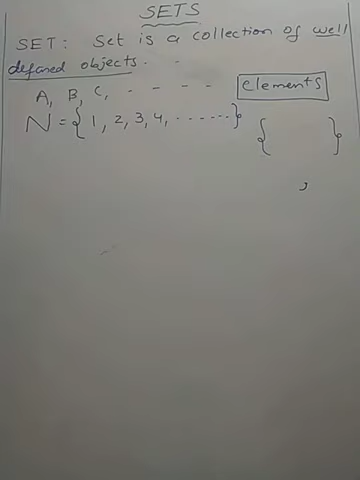 SETS
SET: Set is a collection of well
defined objects.
A, B, C, - - - - elements
N = { 1, 2, 3, 4, ...... } { }
,